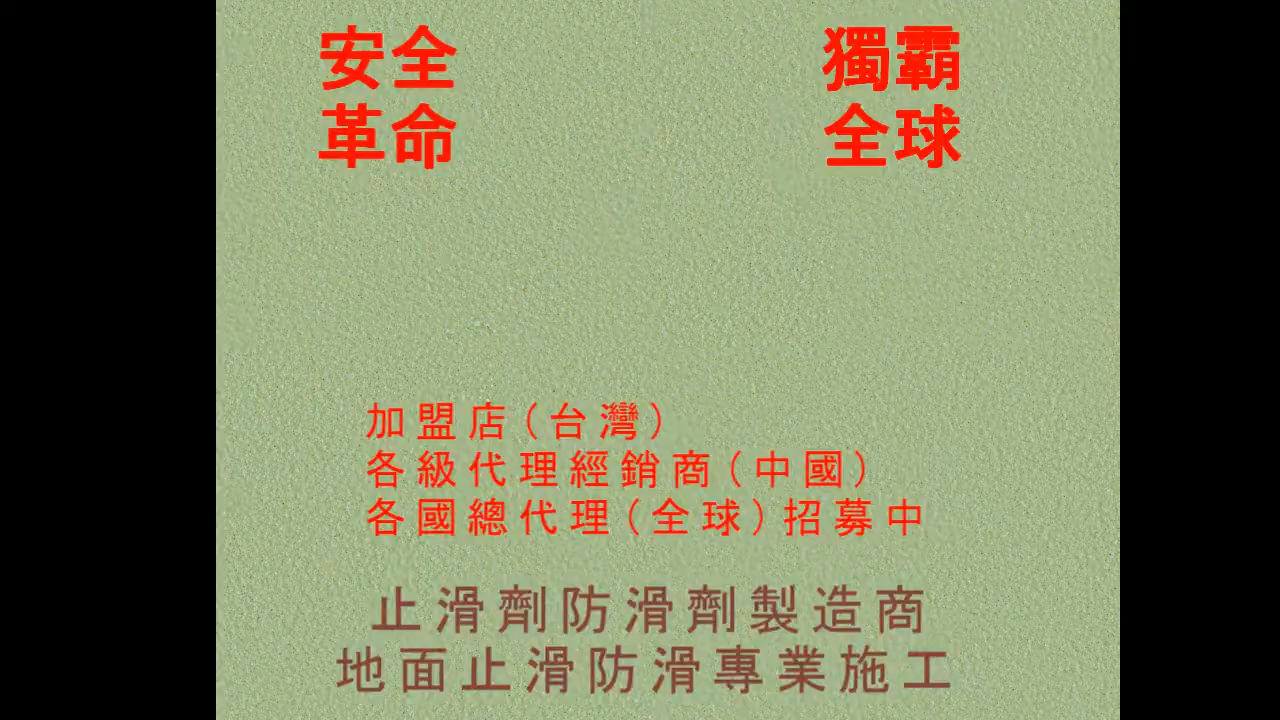 安全
革命
獨霸
全球
加盟店(台灣)
各級代理經銷商(中國)
各國總代理(全球)招募中
止滑劑防滑劑製造商
地面止滑防滑專業施工